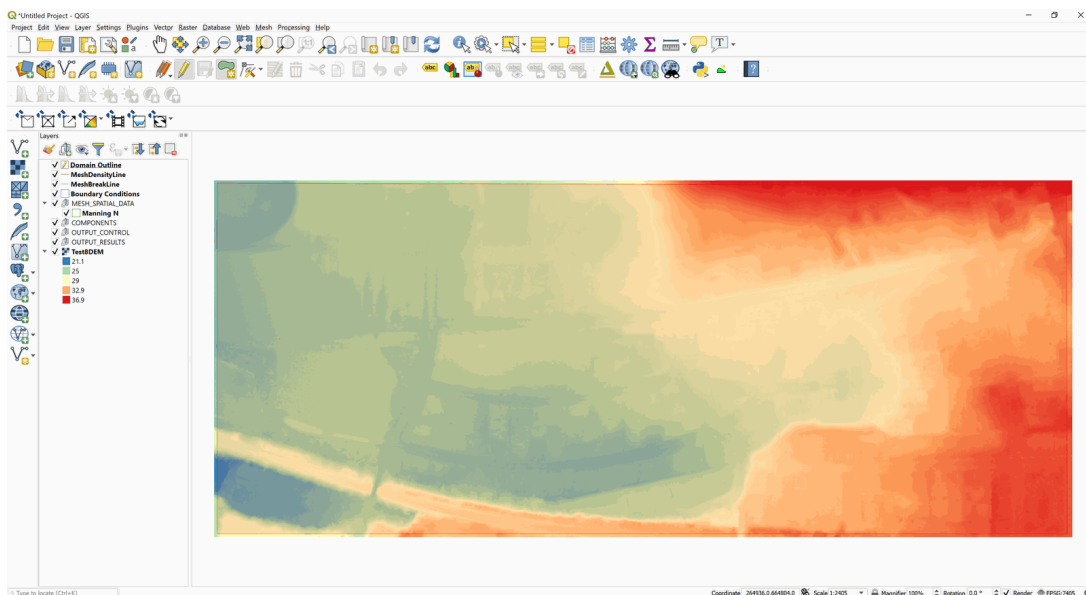 *Untitled Project - QGIS
Project Edit View Layer Settings Plugins Vector Raster Database Web Mesh Processing Help
Layers
Domain Outline
MeshDensityLine
MeshBreakLine
Boundary Conditions
MESH_SPATIAL_DATA
Manning N
COMPONENTS
OUTPUT_CONTROL
OUTPUT_RESULTS
Test8DEM
21.1
25
29
32.9
36.9
Type to locate (Ctrl+K)
Coordinate 264936.0,664804.0 Scale 1:2405 Magnifier 100% Rotation 0.0 ° Render EPSG:7405